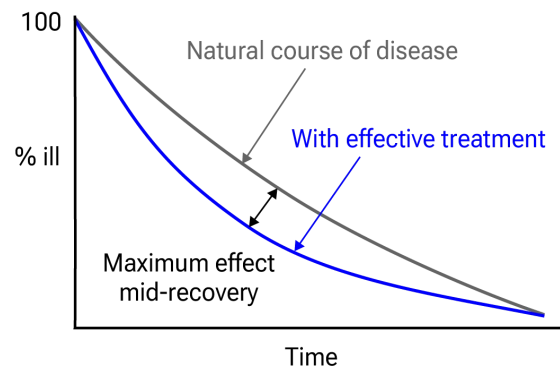 100
Natural course of disease
With effective treatment
% ill
Maximum effect
mid-recovery
Time